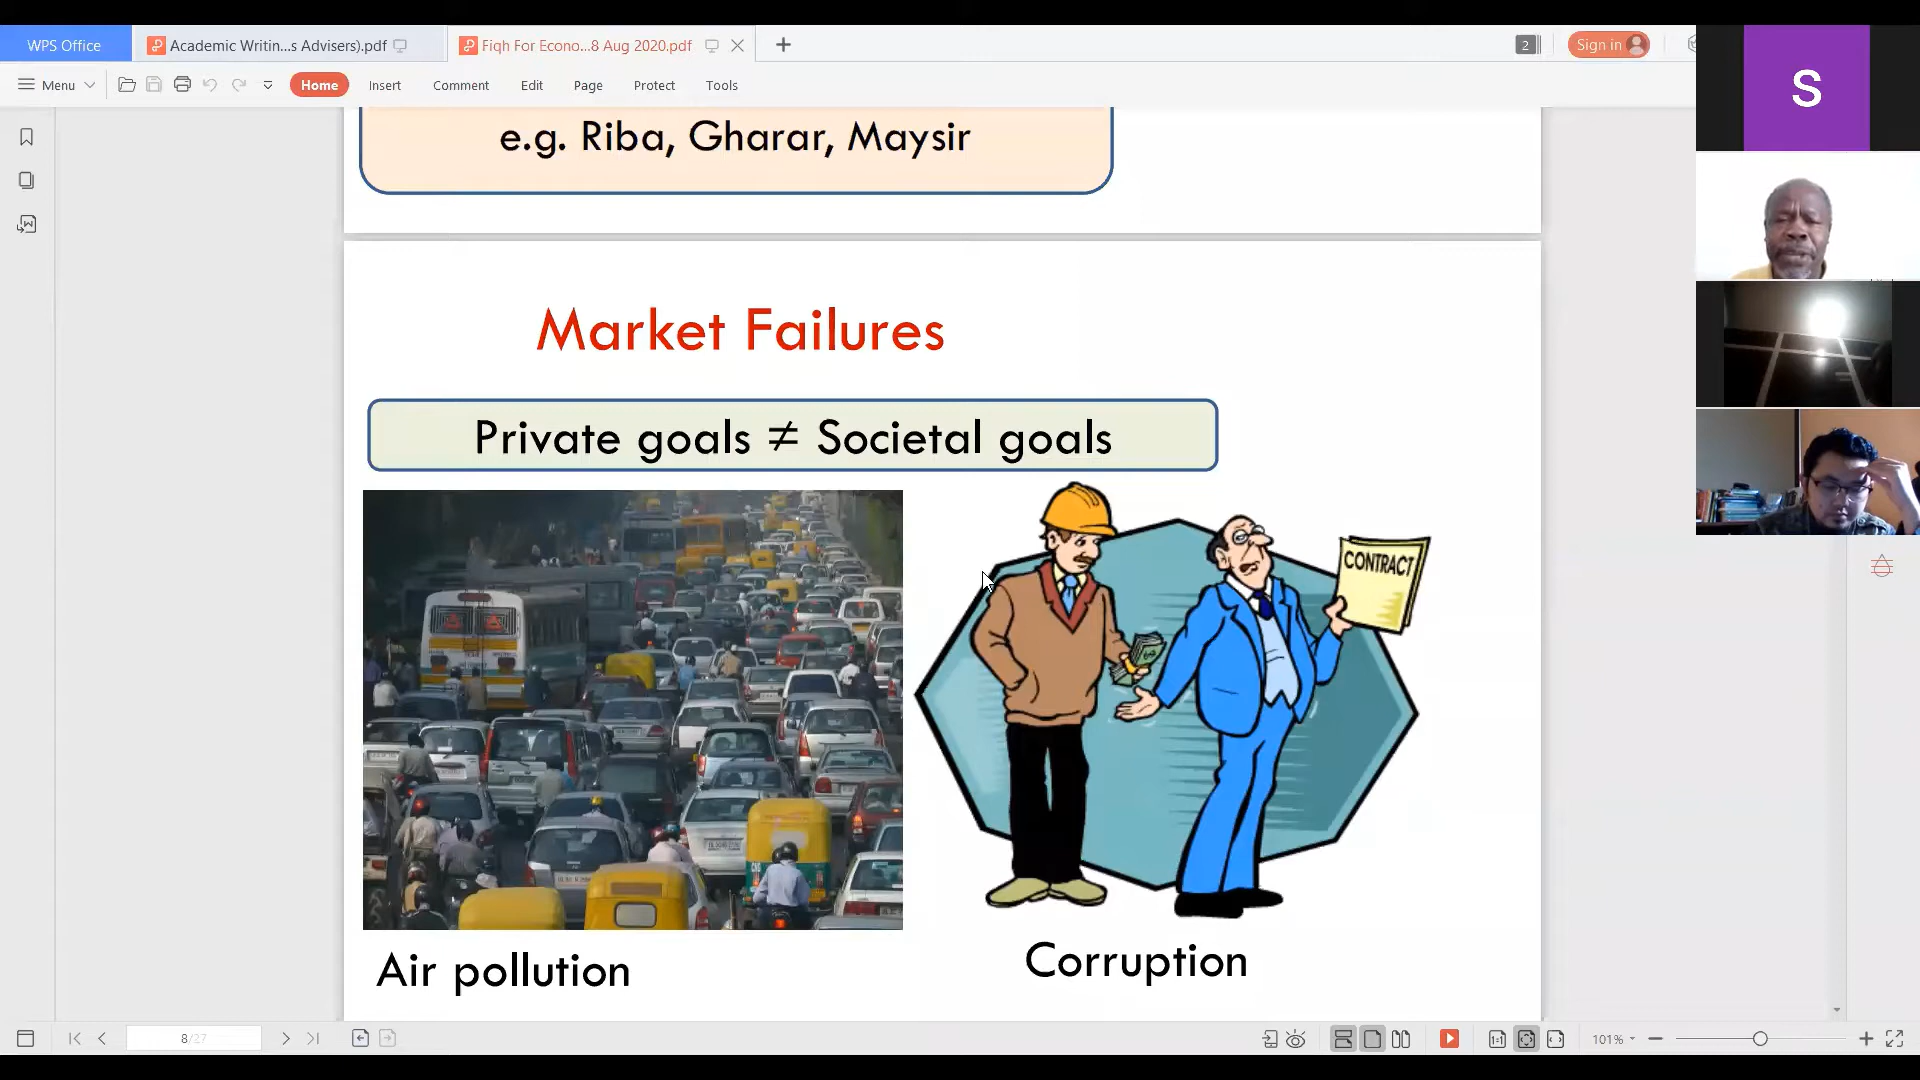 WPS Office
Academic Writin...s Advisers).pdf
Fiqh For Econo...8 Aug 2020.pdf
2
Sign in
Menu
Home
Insert
Comment
Edit
Page
Protect
Tools
S
e.g. Riba, Gharar, Maysir
Market Failures
Private goals ≠ Societal goals
CONTRACT
Air pollution
Corruption
8/27
101%